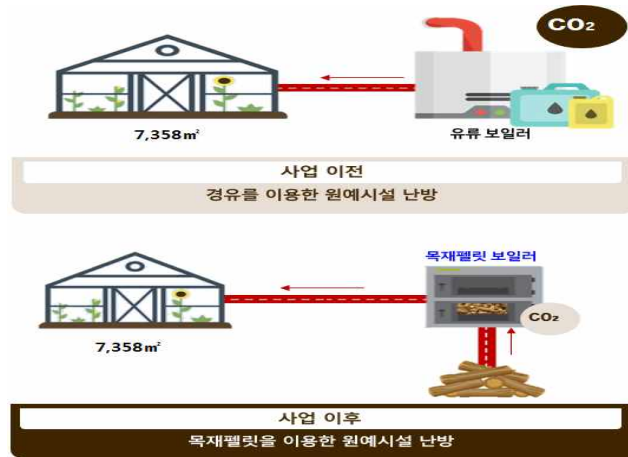 CO₂
7,358㎡
유류 보일러
사업 이전
경유를 이용한 원예시설 난방
목재펠릿 보일러
CO₂
7,358㎡
사업 이후
목재펠릿을 이용한 원예시설 난방